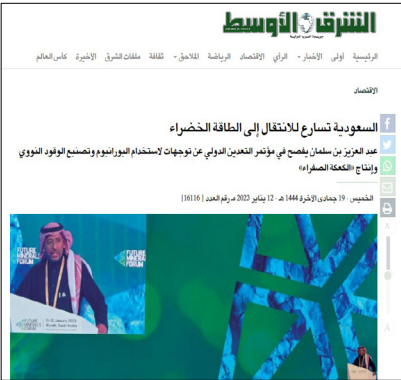 الشرق الأوسط
الرئيسية أولى الأخبار الرأي الاقتصاد الرياضة الملاحق ثقافة ملفات الشرق الأخيرة كأس العالم
الاقتصاد
السعودية تسارع للانتقال إلى الطاقة الخضراء
عبد العزيز بن سلمان يفصح في مؤتمر التعدين الدولي عن توجهات لاستخدام اليورانيوم وتصنيع الوقود النووي
وإنتاج «الكعكة الصفراء»
الخميس - 19 جمادى الآخرة 1444 هـ - 12 يناير 2023 مـ رقم العدد [16116]
FUTURE
MINERALS
FORUM
FUTURE
MINERALS
FORUM